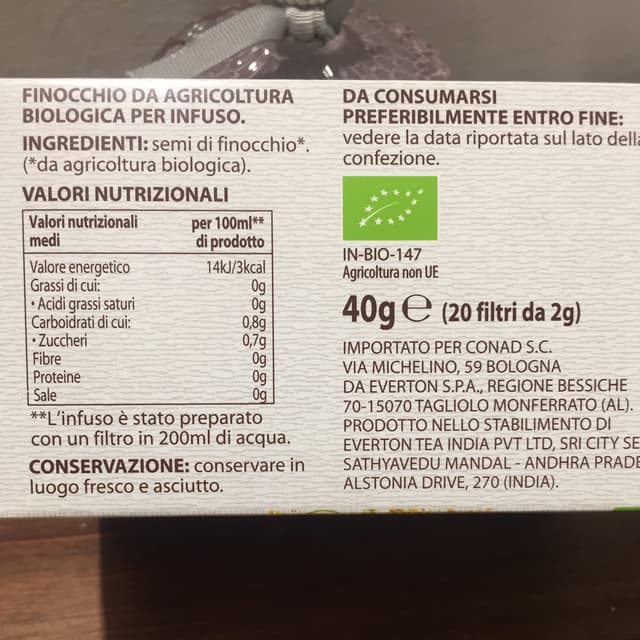 FINOCCHIO DA AGRICOLTURA
BIOLOGICA PER INFUSO.
INGREDIENTI: semi di finocchio*.
(*da agricoltura biologica).
VALORI NUTRIZIONALI
Valori nutrizionali medi per 100ml** di prodotto
Valore energetico 14kJ/3kcal
Grassi di cui: 0g
• Acidi grassi saturi 0g
Carboidrati di cui: 0,8g
• Zuccheri 0,7g
Fibre 0g
Proteine 0g
Sale 0g
**L'infuso è stato preparato
con un filtro in 200ml di acqua.
CONSERVAZIONE: conservare in
luogo fresco e asciutto.
DA CONSUMARSI
PREFERIBILMENTE ENTRO FINE:
vedere la data riportata sul lato della
confezione.
IN-BIO-147
Agricoltura non UE
40g e (20 filtri da 2g)
IMPORTATO PER CONAD S.C.
VIA MICHELINO, 59 BOLOGNA
DA EVERTON S.P.A., REGIONE BESSICHE
70-15070 TAGLIOLO MONFERRATO (AL).
PRODOTTO NELLO STABILIMENTO DI
EVERTON TEA INDIA PVT LTD, SRI CITY SE
SATHYAVEDU MANDAL - ANDHRA PRADE
ALSTONIA DRIVE, 270 (INDIA).